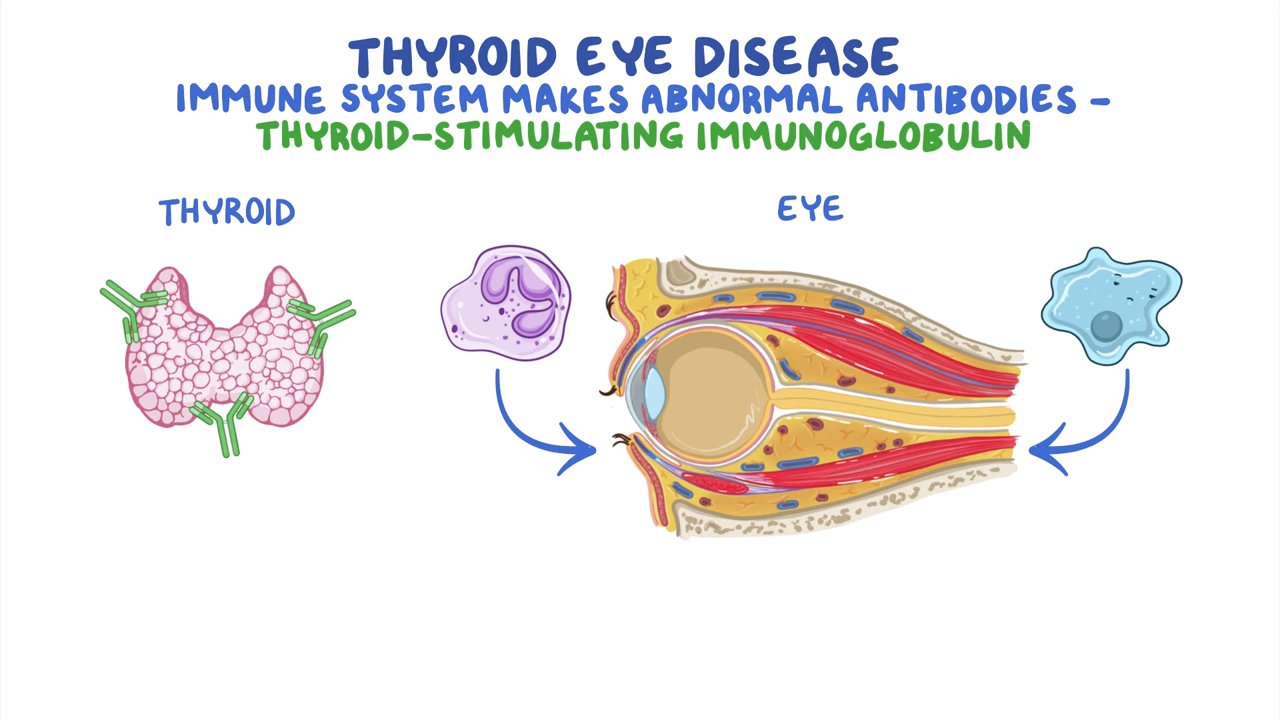 THYROID EYE DISEASE
IMMUNE SYSTEM MAKES ABNORMAL ANTIBODIES –
THYROID-STIMULATING IMMUNOGLOBULIN
THYROID
EYE